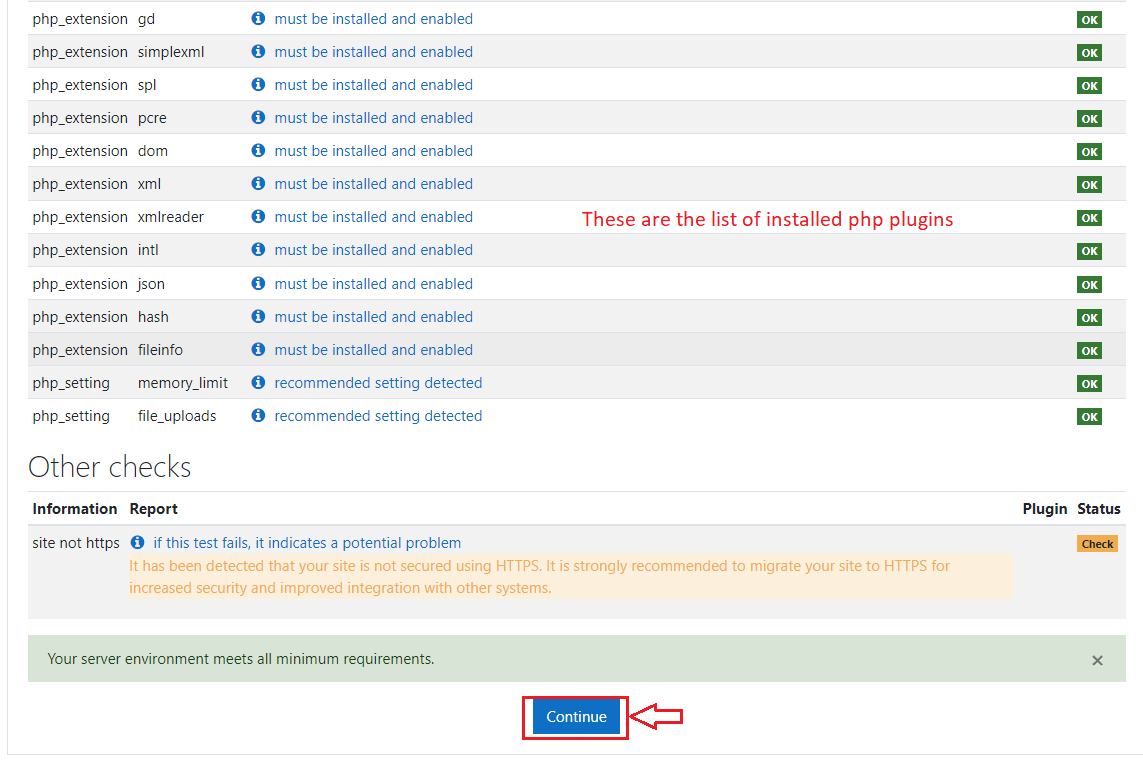 php_extension gd must be installed and enabled OK
php_extension simplexml must be installed and enabled OK
php_extension spl must be installed and enabled OK
php_extension pcre must be installed and enabled OK
php_extension dom must be installed and enabled OK
php_extension xml must be installed and enabled OK
php_extension xmlreader must be installed and enabled These are the list of installed php plugins OK
php_extension intl must be installed and enabled OK
php_extension json must be installed and enabled OK
php_extension hash must be installed and enabled OK
php_extension fileinfo must be installed and enabled OK
php_setting memory_limit recommended setting detected OK
php_setting file_uploads recommended setting detected OK
Other checks
Information Report Plugin Status
site not https if this test fails, it indicates a potential problem Check
It has been detected that your site is not secured using HTTPS. It is strongly recommended to migrate your site to HTTPS for
increased security and improved integration with other systems.
Your server environment meets all minimum requirements. ×
Continue